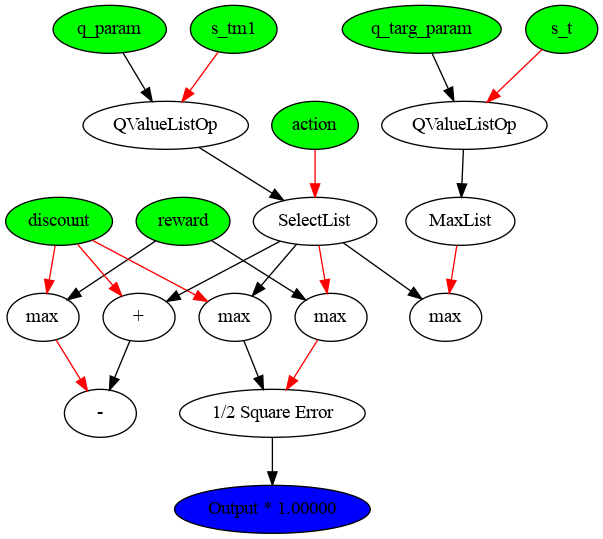 q_param
s_tm1
q_targ_param
s_t
QValueListOp
action
QValueListOp
discount
reward
SelectList
MaxList
max
+
max
max
max
-
1/2 Square Error
Output * 1.00000